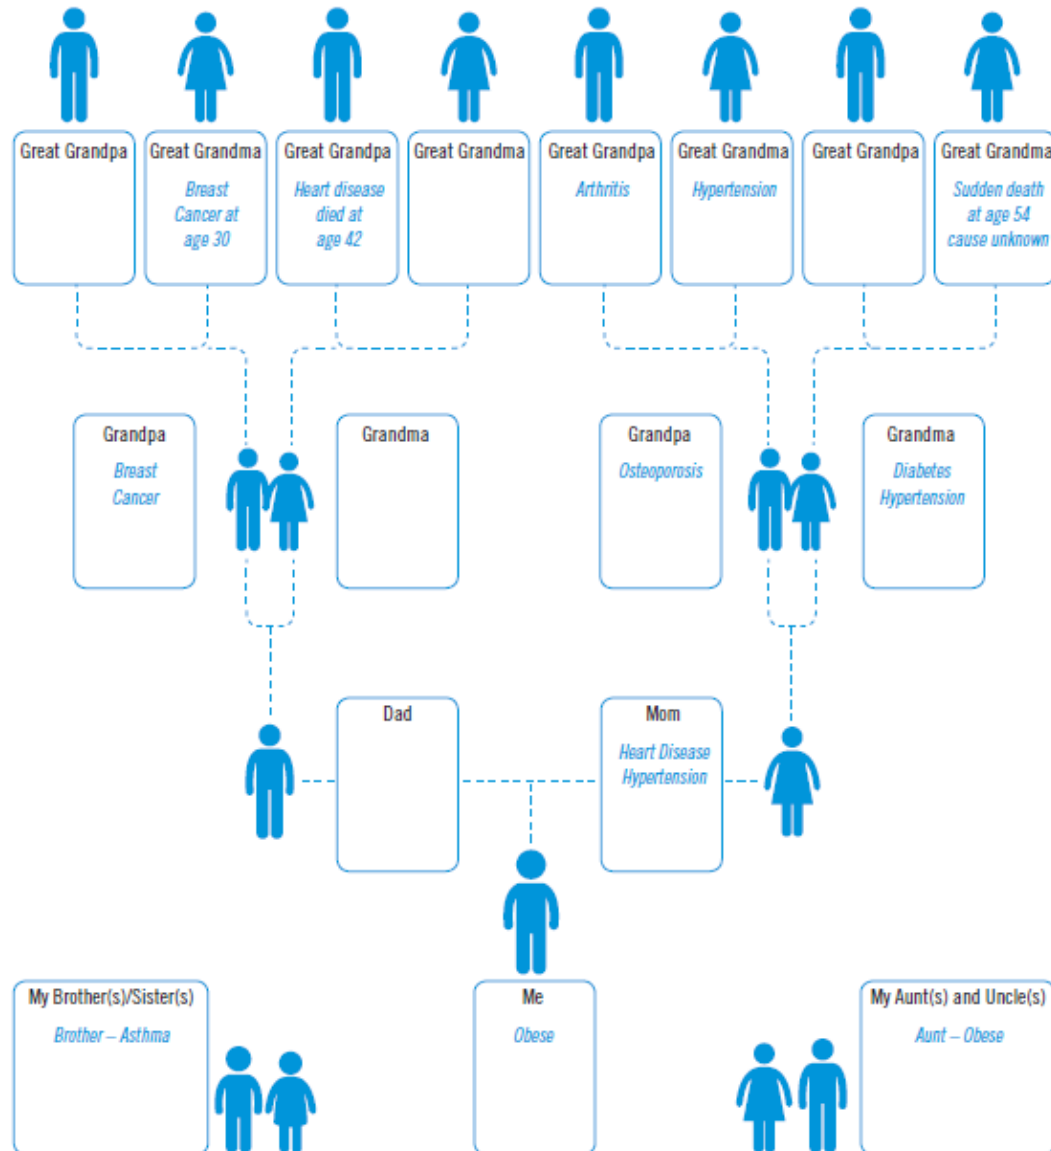 Great Grandpa
Great Grandma
Breast
Cancer at
age 30
Great Grandpa
Heart disease
died at
age 42
Great Grandma
Great Grandpa
Arthritis
Great Grandma
Hypertension
Great Grandpa
Great Grandma
Sudden death
at age 54
cause unknown
Grandpa
Breast
Cancer
Grandma
Grandpa
Osteoporosis
Grandma
Diabetes
Hypertension
Dad
Mom
Heart Disease
Hypertension
My Brother(s)/Sister(s)
Brother – Asthma
Me
Obese
My Aunt(s) and Uncle(s)
Aunt – Obese